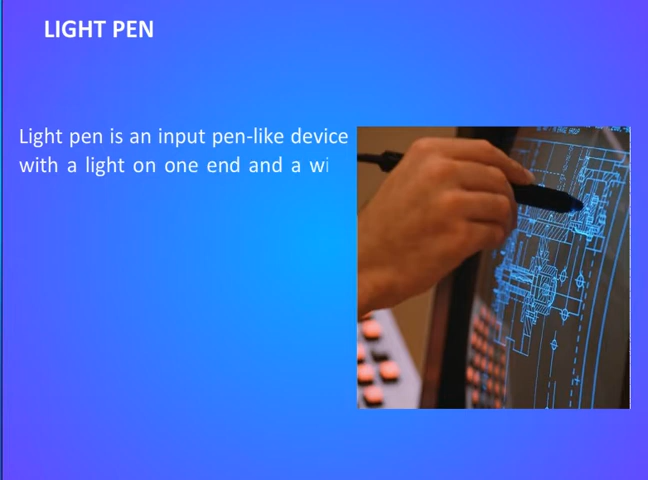 LIGHT PEN
Light pen is an input pen-like device
with a light on one end and a wi